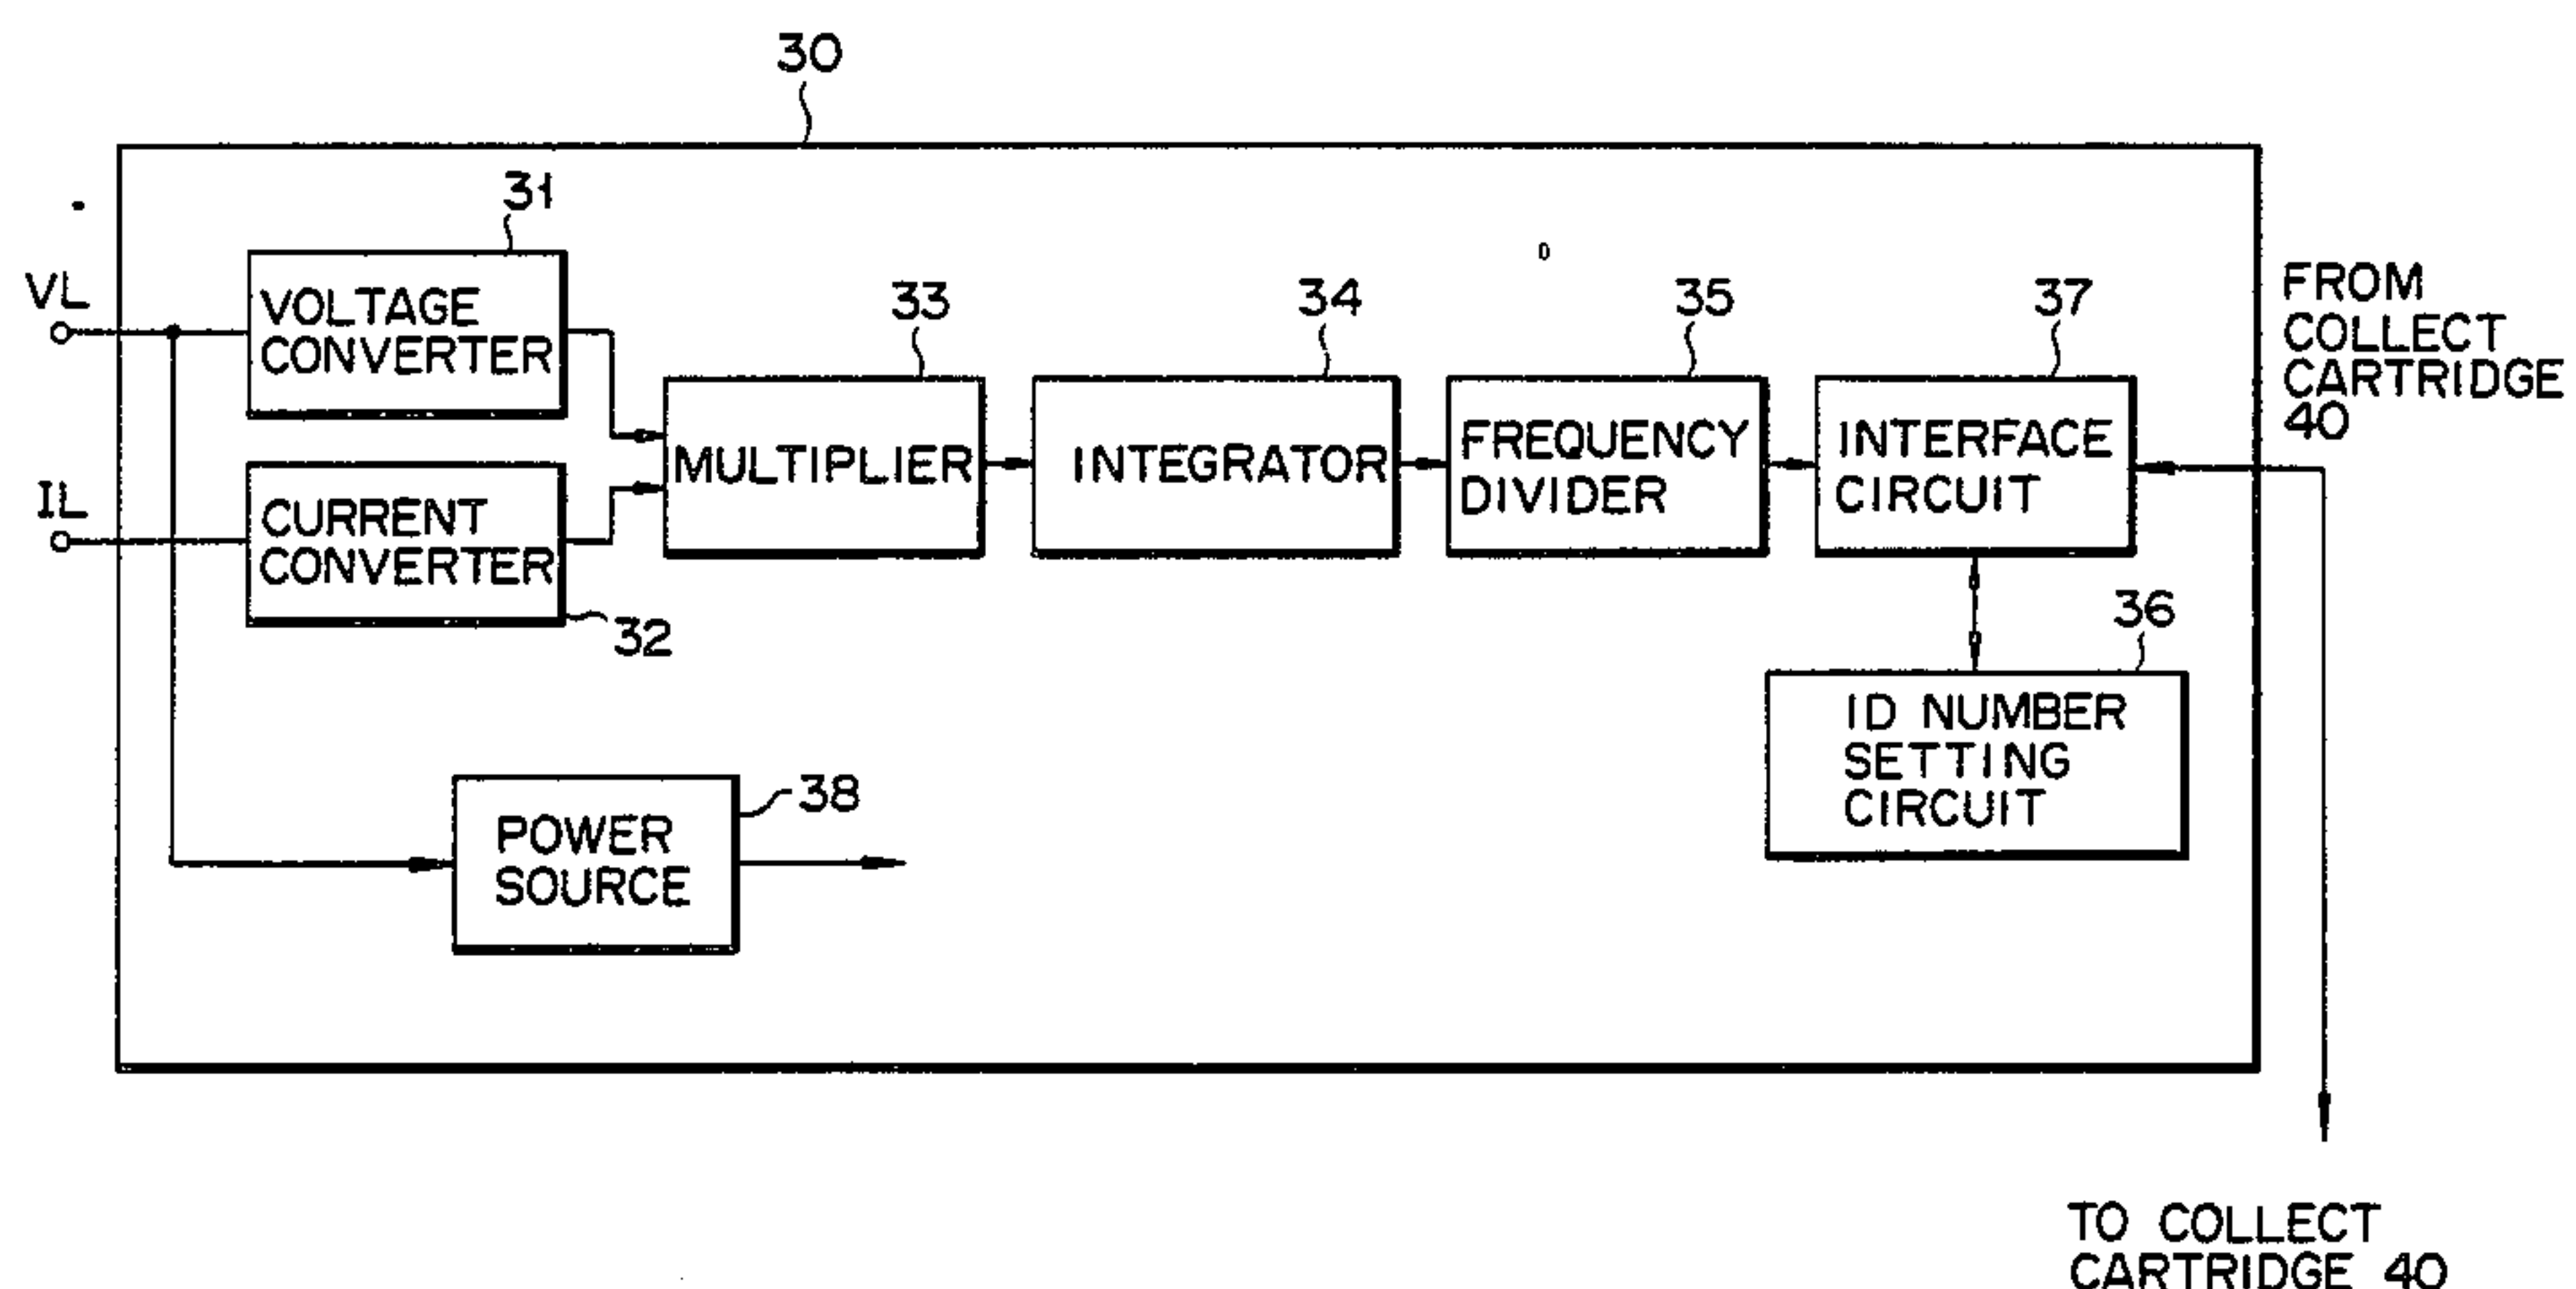 30
31
VL
VOLTAGE
CONVERTER
IL
CURRENT
CONVERTER
32
33
MULTIPLIER
34
INTEGRATOR
35
FREQUENCY
DIVIDER
37
INTERFACE
CIRCUIT
FROM
COLLECT
CARTRIDGE
40
36
ID NUMBER
SETTING
CIRCUIT
38
POWER
SOURCE
TO COLLECT
CARTRIDGE 40